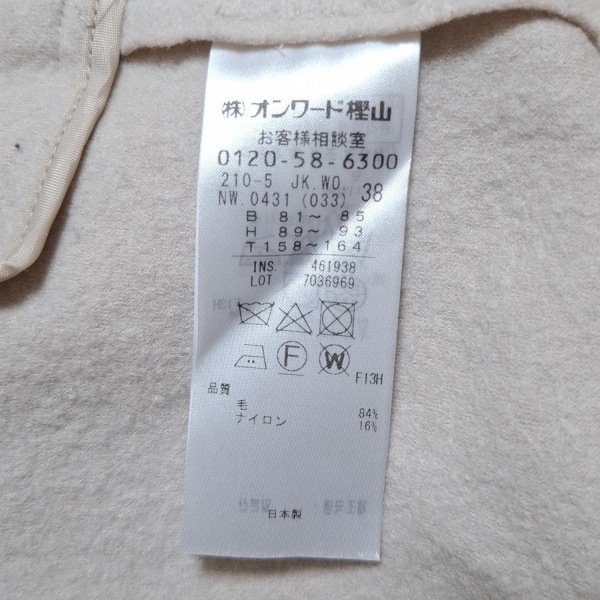 ㈱オンワード樫山
お客様相談室
0120-58-6300
210-5 JK.WO.
NW.0431 (033) 38
B 81～ 85
H 89～ 93
T158～164
INS. 461938
LOT 7036969
F W
F13H
品質
毛 84%
ナイロン 16%
日本製